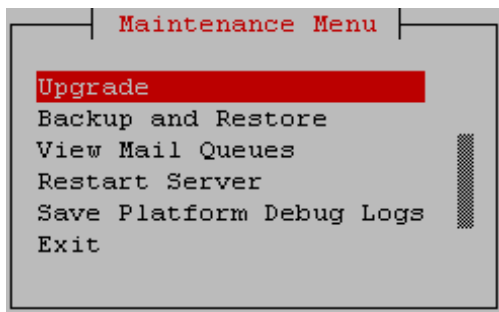 Maintenance Menu
Upgrade
Backup and Restore
View Mail Queues
Restart Server
Save Platform Debug Logs
Exit